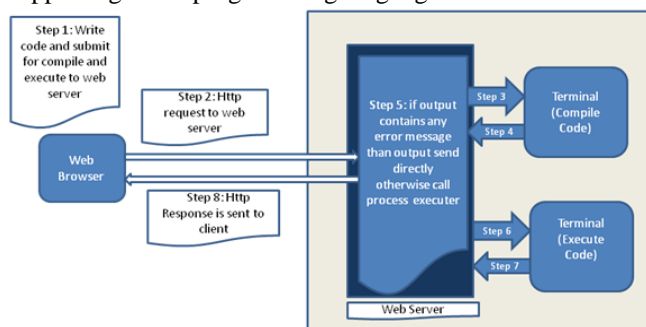 Step 1: Write
code and submit
for compile and
execute to web
server
Step 2: Http
request to web
server
Web
Browser
Step 8: Http
Response is sent to
client
Step 5: if output
contains any
error message
than output send
directly
otherwise call
process executer
Step 3
Step 4
Terminal
(Compile
Code)
Step 6
Step 7
Terminal
(Execute
Code)
Web Server